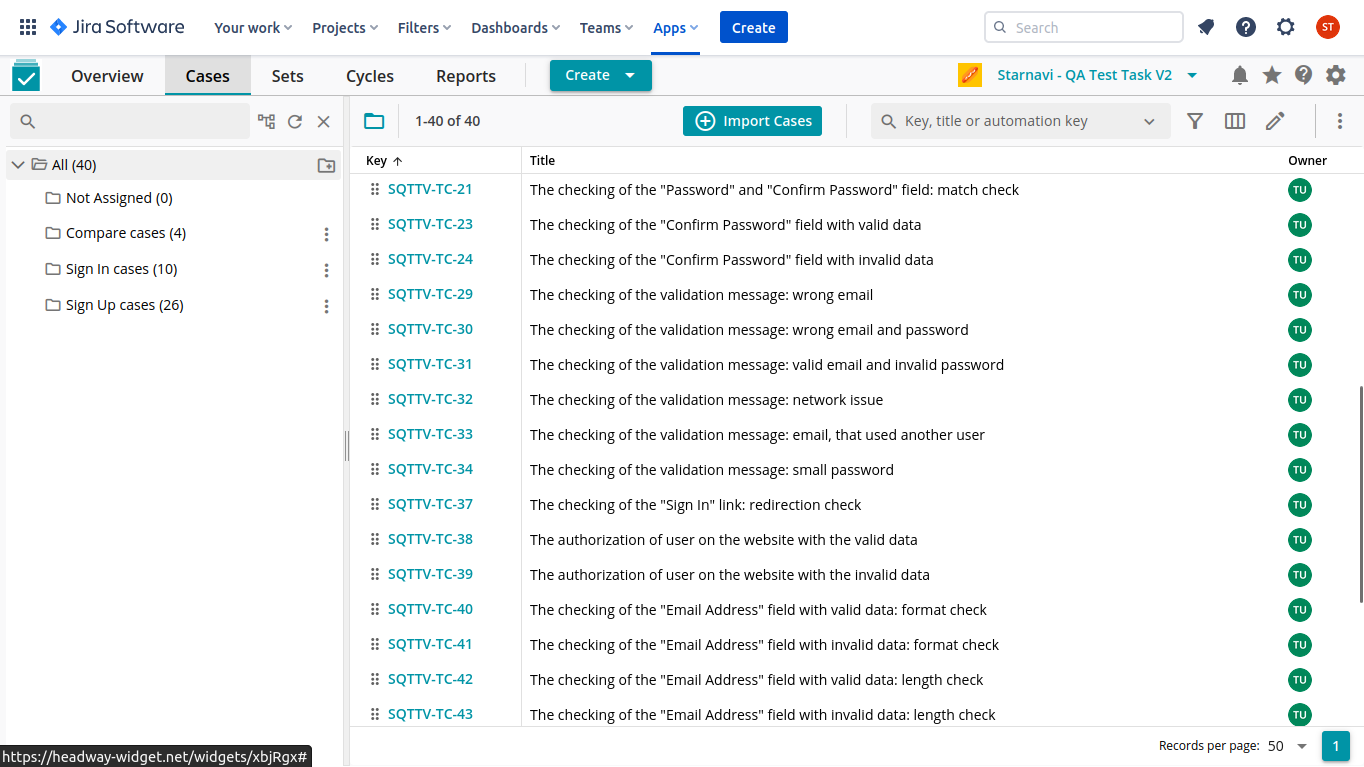 Jira Software Your work Projects Filters Dashboards Teams Apps Create Search ST
Overview Cases Sets Cycles Reports Create Starnavi - QA Test Task V2
1-40 of 40 Import Cases Key, title or automation key
All (40)
Not Assigned (0)
Compare cases (4)
Sign In cases (10)
Sign Up cases (26)
Key Title Owner
SQTTV-TC-21 The checking of the "Password" and "Confirm Password" field: match check TU
SQTTV-TC-23 The checking of the "Confirm Password" field with valid data TU
SQTTV-TC-24 The checking of the "Confirm Password" field with invalid data TU
SQTTV-TC-29 The checking of the validation message: wrong email TU
SQTTV-TC-30 The checking of the validation message: wrong email and password TU
SQTTV-TC-31 The checking of the validation message: valid email and invalid password TU
SQTTV-TC-32 The checking of the validation message: network issue TU
SQTTV-TC-33 The checking of the validation message: email, that used another user TU
SQTTV-TC-34 The checking of the validation message: small password TU
SQTTV-TC-37 The checking of the "Sign In" link: redirection check TU
SQTTV-TC-38 The authorization of user on the website with the valid data TU
SQTTV-TC-39 The authorization of user on the website with the invalid data TU
SQTTV-TC-40 The checking of the "Email Address" field with valid data: format check TU
SQTTV-TC-41 The checking of the "Email Address" field with invalid data: format check TU
SQTTV-TC-42 The checking of the "Email Address" field with valid data: length check TU
SQTTV-TC-43 The checking of the "Email Address" field with invalid data: length check TU
Records per page: 50 1
https://headway-widget.net/widgets/xbjRgx#